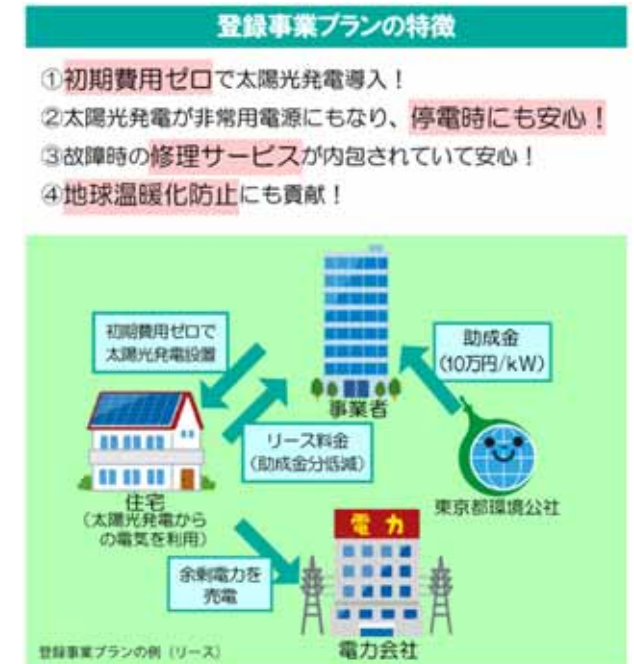 登録事業プランの特徴
①初期費用ゼロで太陽光発電導入！
②太陽光発電が非常用電源にもなり、停電時にも安心！
③故障時の修理サービスが内包されていて安心！
④地球温暖化防止にも貢献！
初期費用ゼロで
太陽光発電設置
助成金
(10万円/kW)
事業者
リース料金
(助成金分低減)
東京都環境公社
住宅
(太陽光発電から
の電気を利用)
電力
余剰電力を
売電
電力会社
登録事業プランの例（リース）